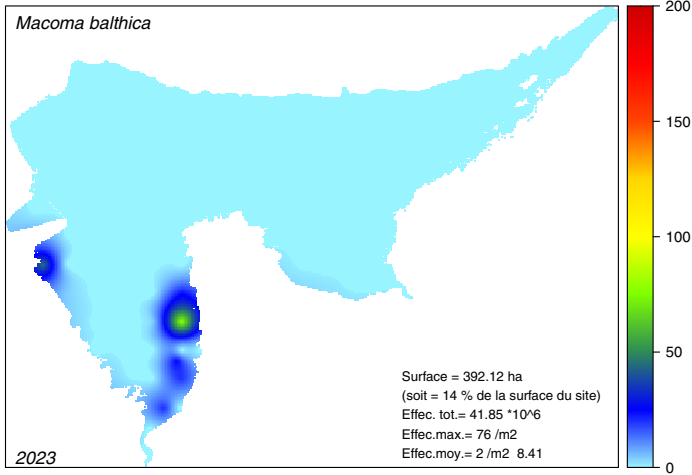 Macoma balthica
200
150
100
50
0
Surface = 392.12 ha
(soit = 14 % de la surface du site)
Effec. tot.= 41.85 *10^6
Effec.max.= 76 /m2
Effec.moy.= 2 /m2  8.41
2023